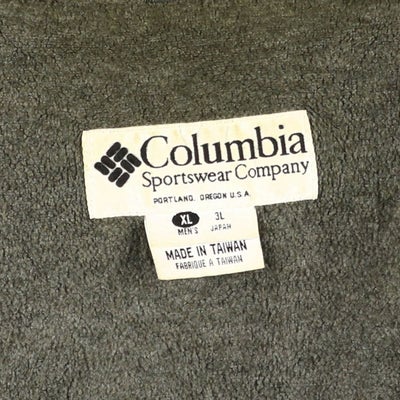 Columbia
Sportswear Company
PORTLAND, OREGON U.S.A.
XL 3L
MEN'S JAPAN
MADE IN TAIWAN
FABRIQUE A TAIWAN